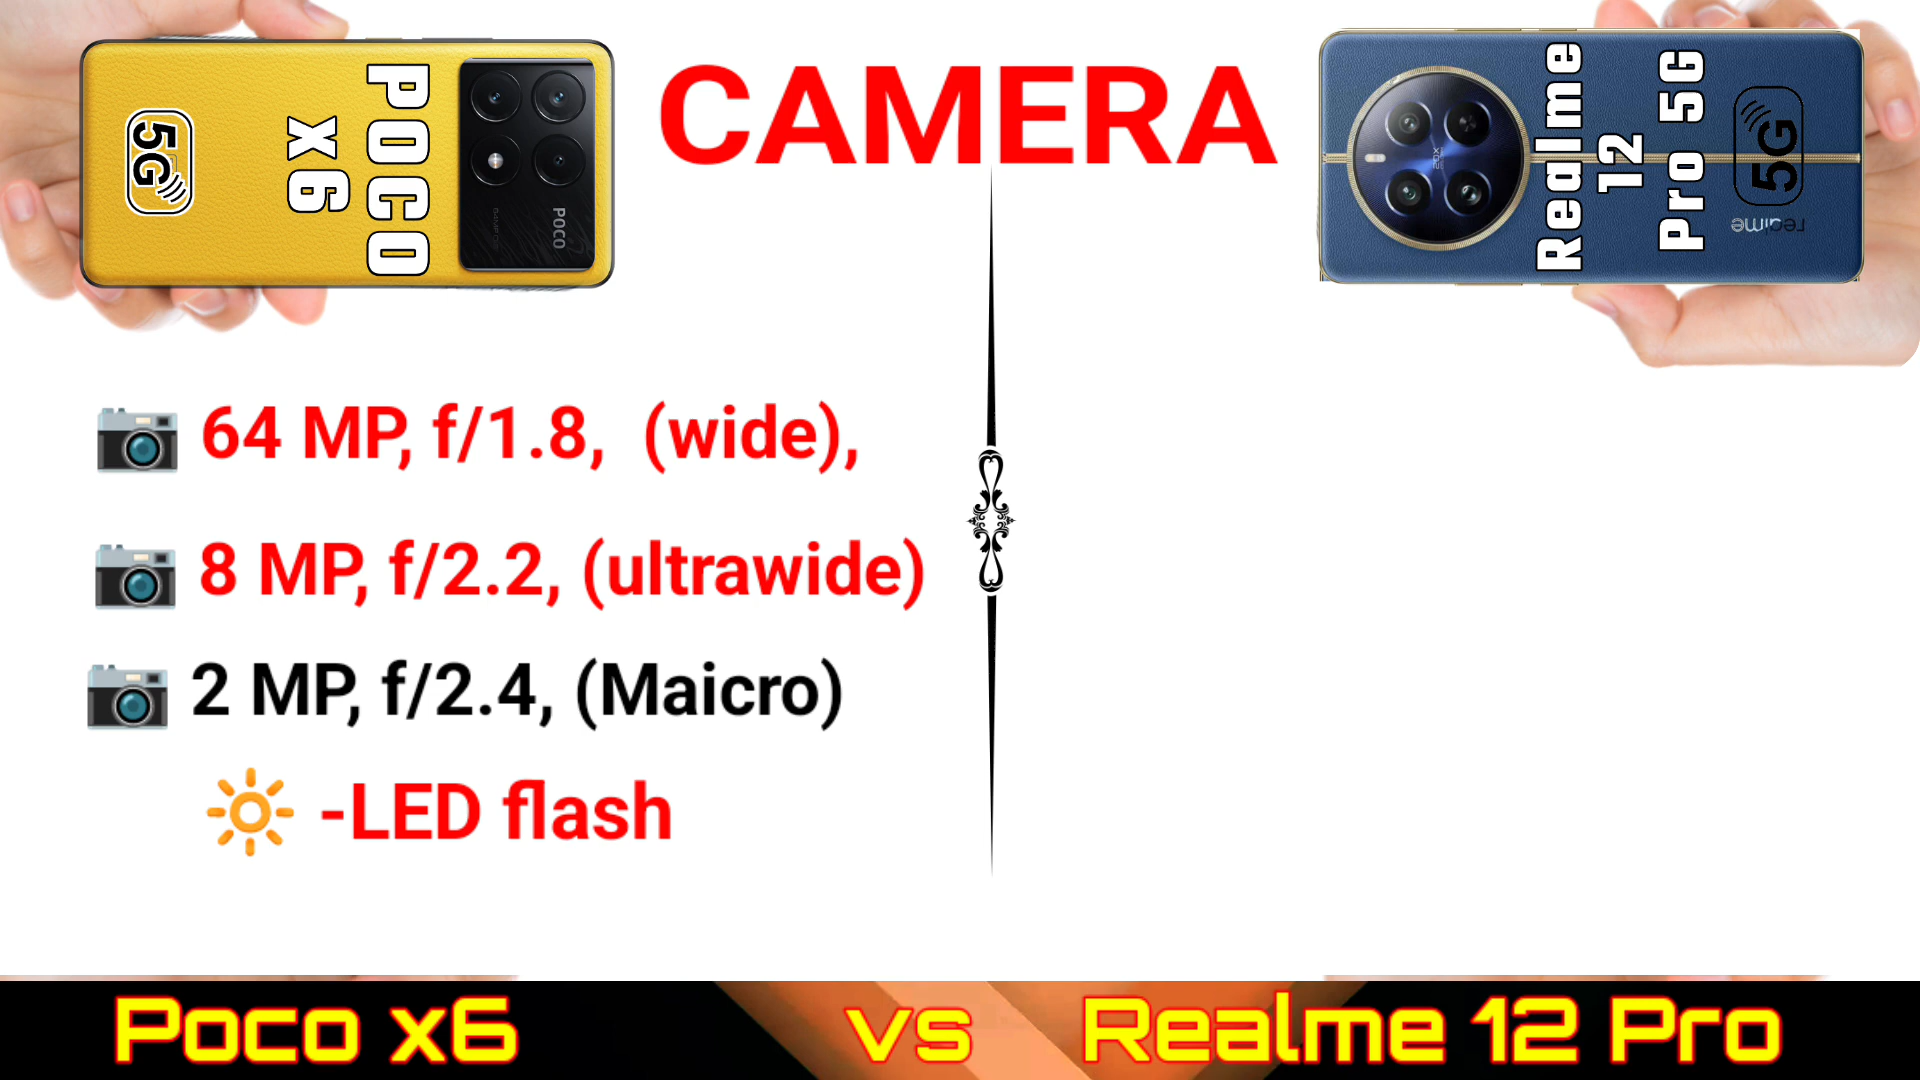 CAMERA
5G
POCO
x6
POCO
Realme
12
Pro 5G
5G
realme
64 MP, f/1.8, (wide),
8 MP, f/2.2, (ultrawide)
2 MP, f/2.4, (Maicro)
-LED flash
Poco x6 vs Realme 12 Pro